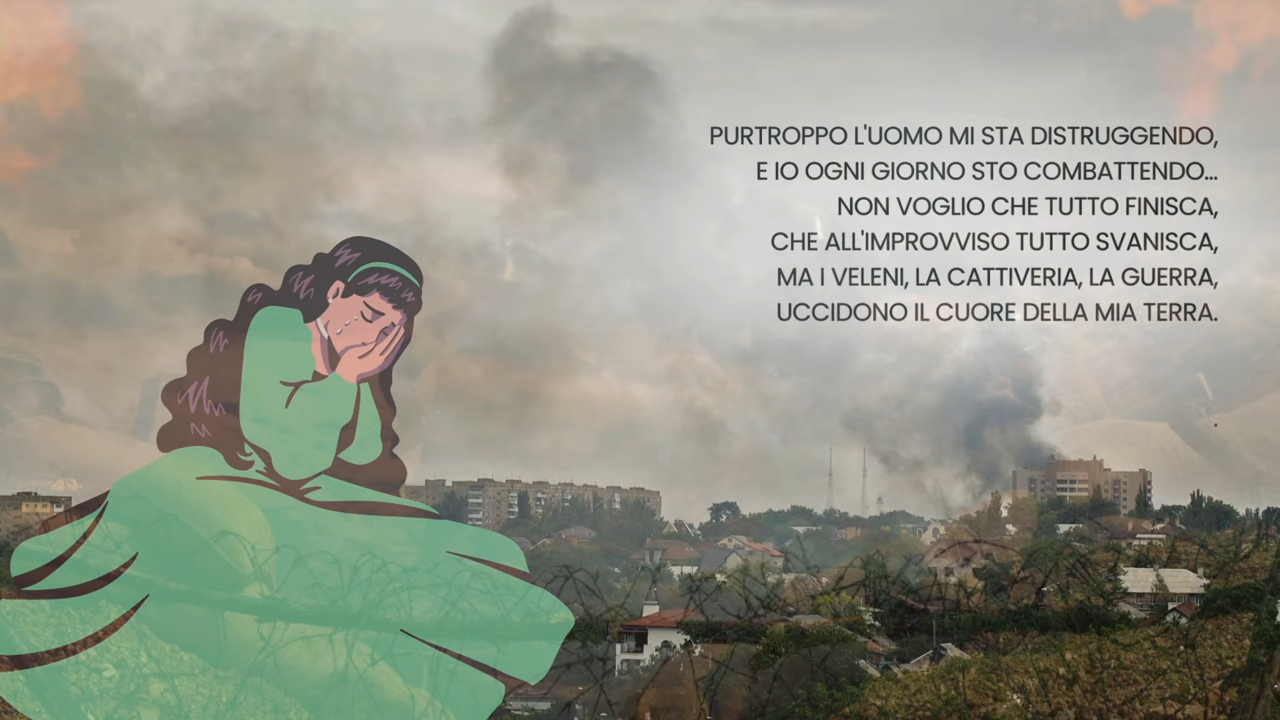 PURTROPPO L'UOMO MI STA DISTRUGGENDO,
E IO OGNI GIORNO STO COMBATTENDO...
NON VOGLIO CHE TUTTO FINISCA,
CHE ALL'IMPROVVISO TUTTO SVANISCA,
MA I VELENI, LA CATTIVERIA, LA GUERRA,
UCCIDONO IL CUORE DELLA MIA TERRA.